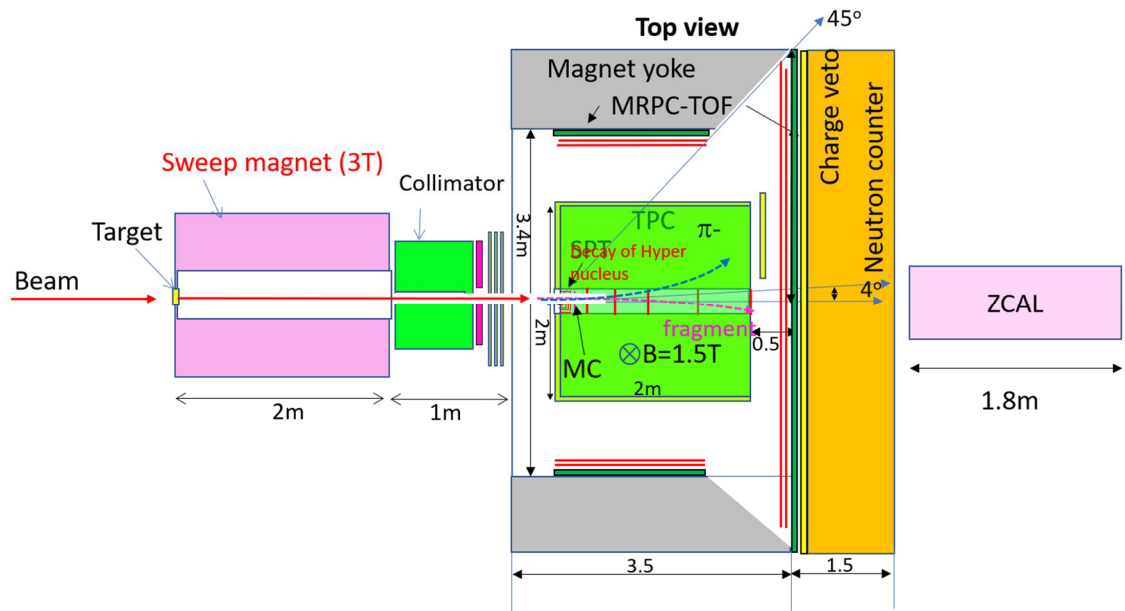 Top view
45°
Magnet yoke
MRPC-TOF
Sweep magnet (3T)
Collimator
Target
Beam
3.4m
TPC
π-
SPT
Decay of Hyper
nucleus
Charge veto
Neutron counter
4°
ZCAL
fragment
0.5
2m
MC
⊗B=1.5T
2m
2m
1m
1.8m
3.5
1.5